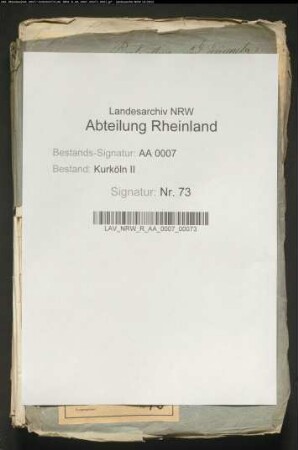 Landesarchiv NRW
Abteilung Rheinland
Bestands-Signatur: AA 0007
Bestand: Kurköln II
Signatur: Nr. 73
LAV_NRW_R_AA_0007_00073